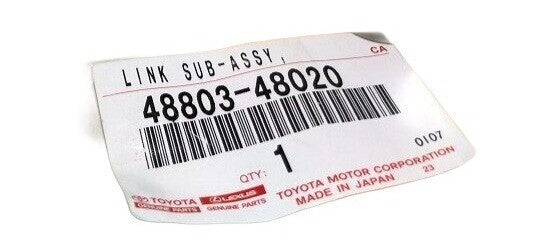 LINK SUB-ASSY,
CA
48803-48020
0107
QTY: 1
TOYOTA LEXUS TOYOTA MOTOR CORPORATION
GENUINE PARTS GENUINE PARTS MADE IN JAPAN 23